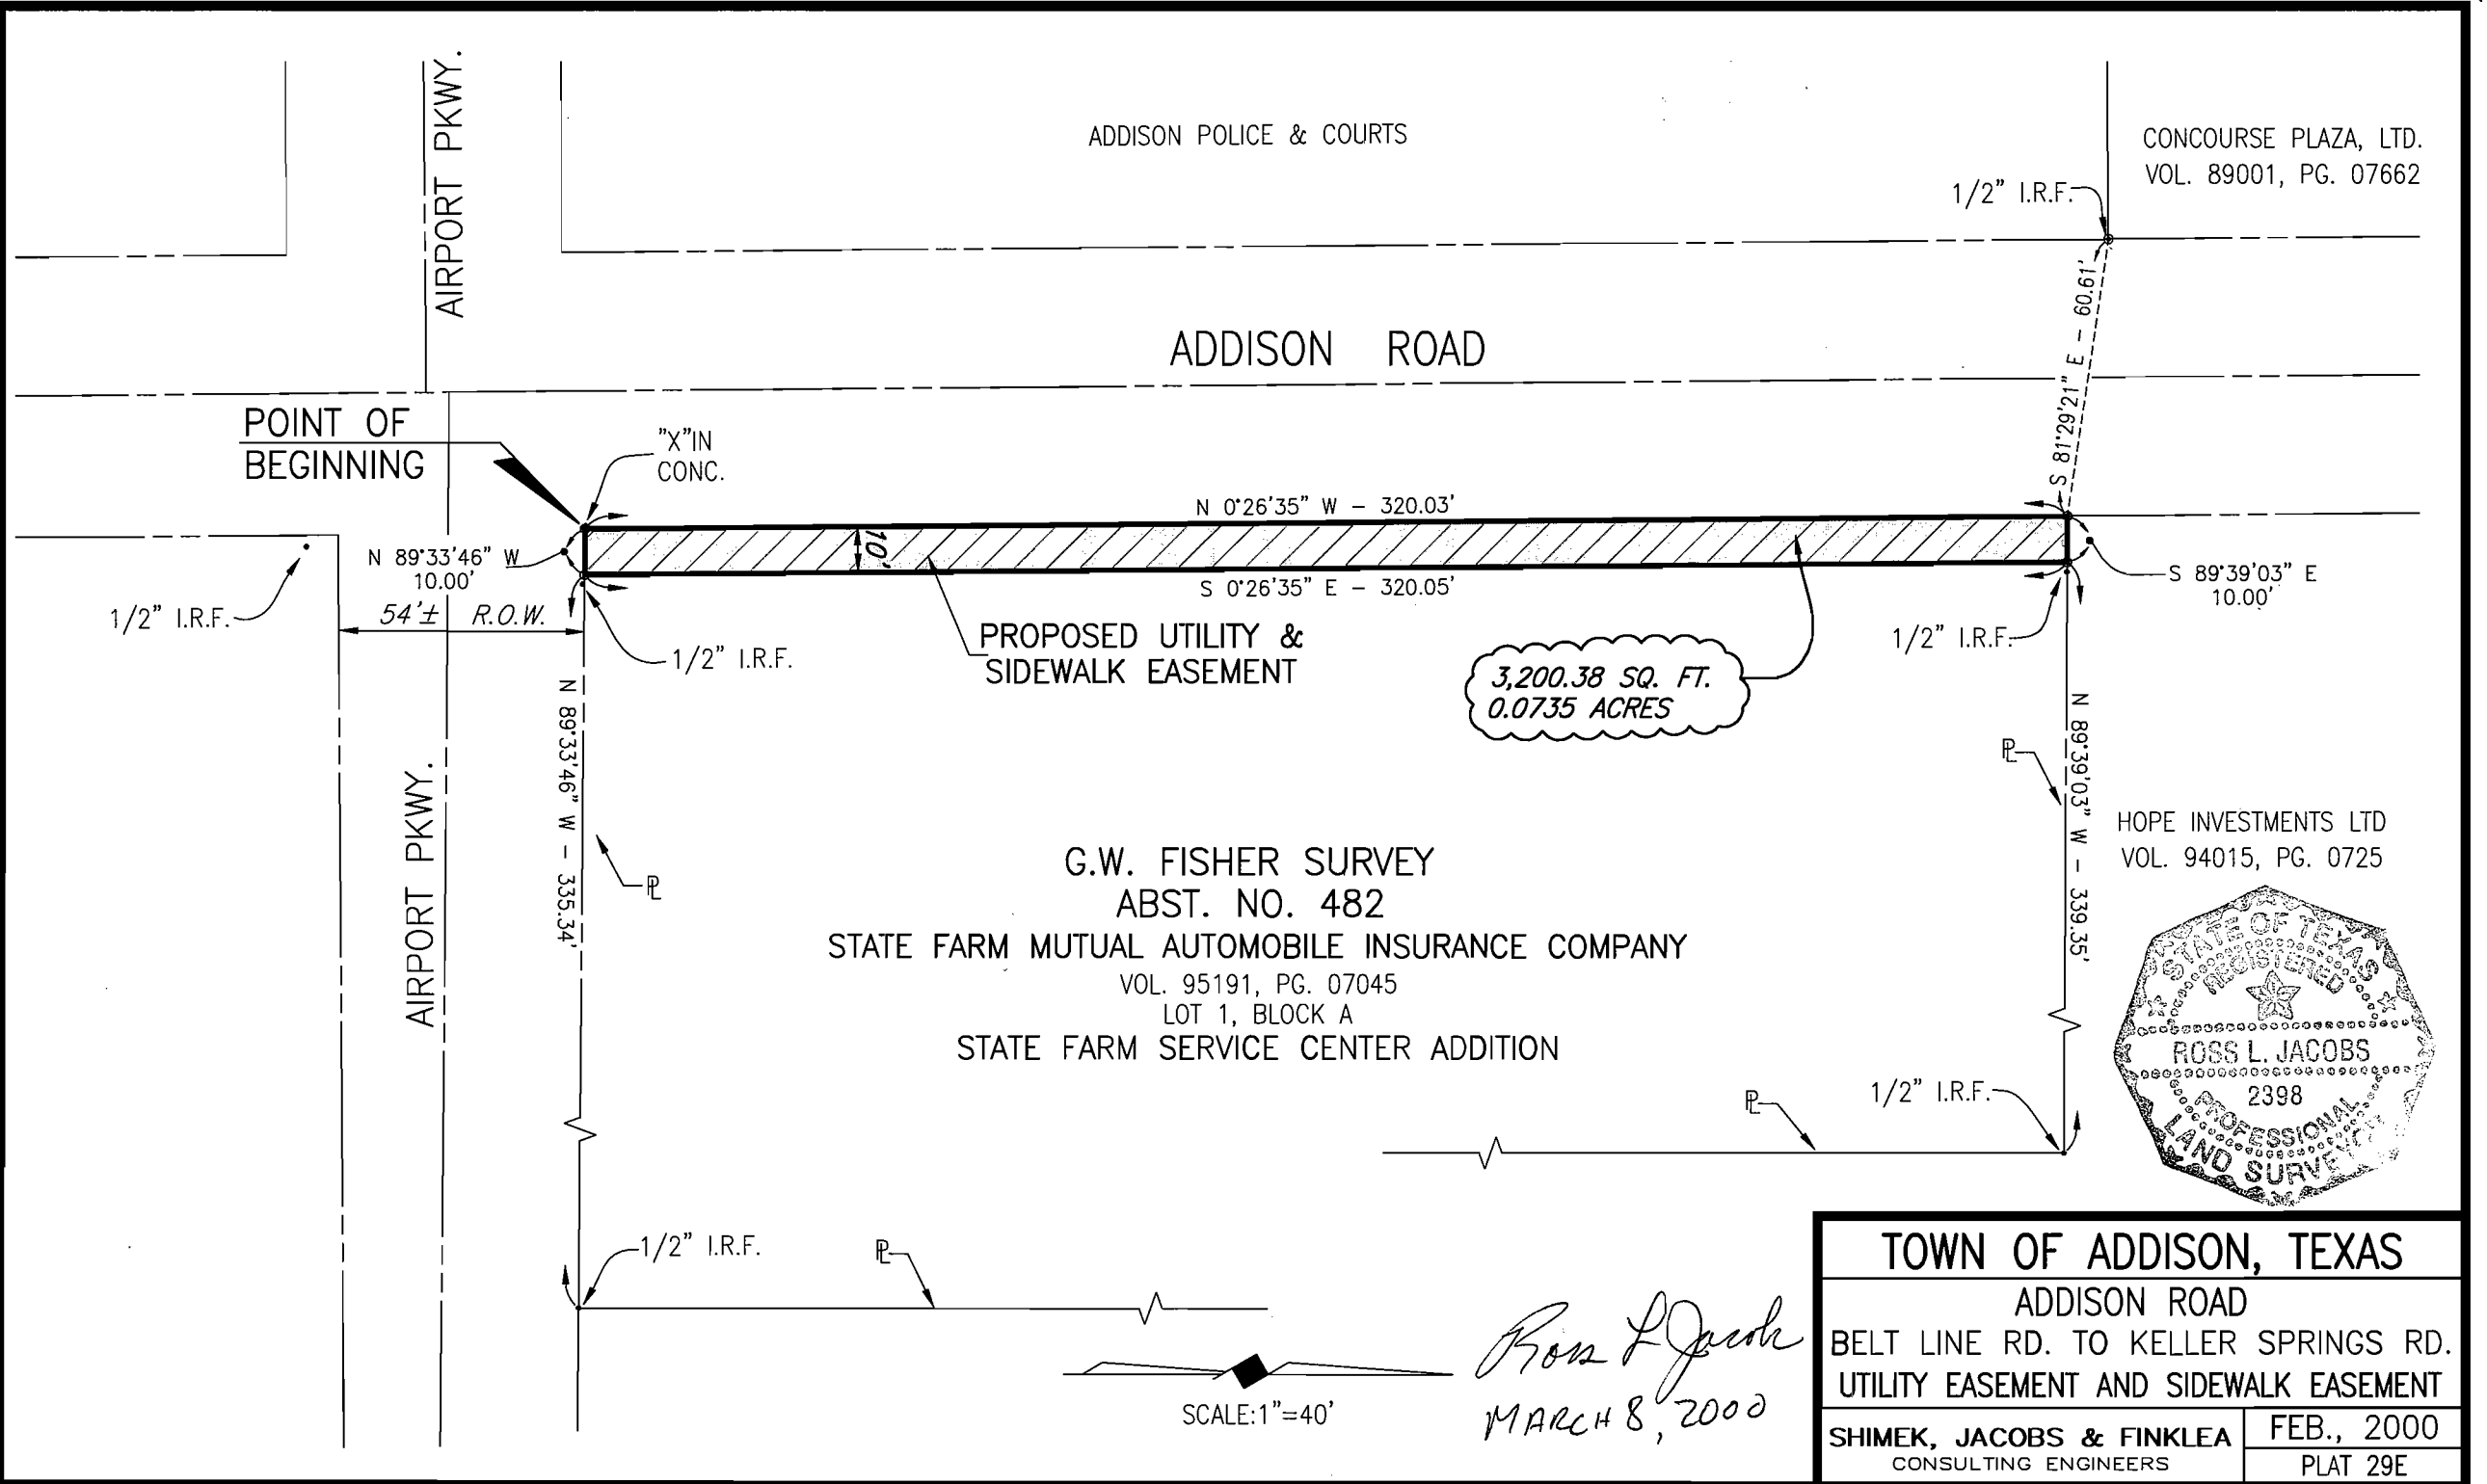 AIRPORT PKWY.
ADDISON POLICE & COURTS
CONCOURSE PLAZA, LTD.
VOL. 89001, PG. 07662
1/2" I.R.F.
S 81°29'21" E - 60.61'
ADDISON ROAD
POINT OF
BEGINNING
"X"IN
CONC.
N 0°26'35" W - 320.03'
10'
N 89°33'46" W
10.00'
S 0°26'35" E - 320.05'
S 89°39'03" E
10.00'
1/2" I.R.F.
54'± R.O.W.
1/2" I.R.F.
PROPOSED UTILITY &
SIDEWALK EASEMENT
3,200.38 SQ. FT.
0.0735 ACRES
1/2" I.R.F.
N 89°33'46" W - 335.34'
N 89°39'03" W - 339.35'
PL
PL
AIRPORT PKWY.
HOPE INVESTMENTS LTD
VOL. 94015, PG. 0725
G.W. FISHER SURVEY
ABST. NO. 482
STATE FARM MUTUAL AUTOMOBILE INSURANCE COMPANY
VOL. 95191, PG. 07045
LOT 1, BLOCK A
STATE FARM SERVICE CENTER ADDITION
STATE OF TEXAS
REGISTERED
ROSS L. JACOBS
2398
PROFESSIONAL
LAND SURVEYOR
PL
1/2" I.R.F.
1/2" I.R.F.
PL
SCALE:1"=40'
Ross L Jacobs
MARCH 8, 2000
TOWN OF ADDISON, TEXAS
ADDISON ROAD
BELT LINE RD. TO KELLER SPRINGS RD.
UTILITY EASEMENT AND SIDEWALK EASEMENT
SHIMEK, JACOBS & FINKLEA
CONSULTING ENGINEERS
FEB., 2000
PLAT 29E